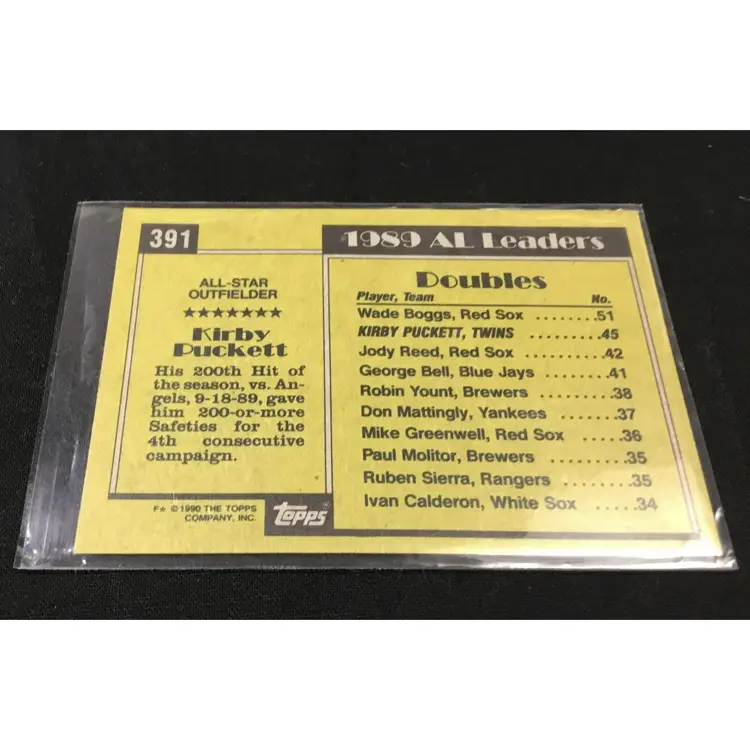 391
ALL-STAR
OUTFIELDER
★★★★★★★
Kirby
Puckett
His 200th Hit of
the season, vs. An-
gels, 9-18-89, gave
him 200-or-more
Safeties for the
4th consecutive
campaign.
F★ © 1990 THE TOPPS
COMPANY, INC.
Topps
1989 AL Leaders
Doubles
Player, Team No.
Wade Boggs, Red Sox ........51
KIRBY PUCKETT, TWINS .........45
Jody Reed, Red Sox .........42
George Bell, Blue Jays .......41
Robin Yount, Brewers ........38
Don Mattingly, Yankees ......37
Mike Greenwell, Red Sox .....36
Paul Molitor, Brewers ........35
Ruben Sierra, Rangers .......35
Ivan Calderon, White Sox ....34